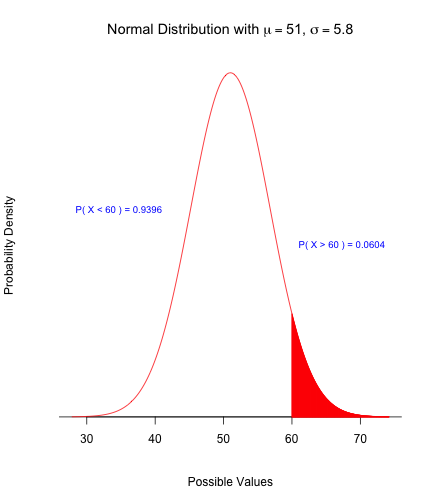 Normal Distribution with μ = 51, σ = 5.8
Probability Density
P( X < 60 ) = 0.9396
P( X > 60 ) = 0.0604
30 40 50 60 70
Possible Values